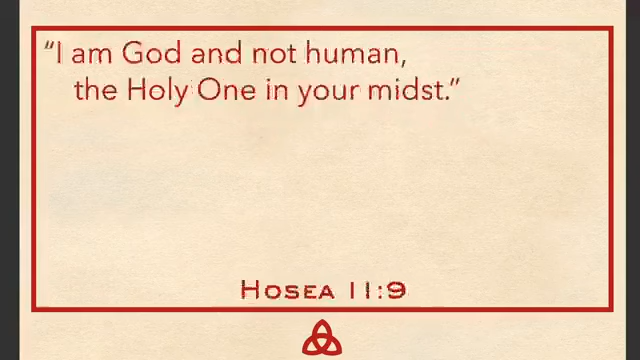 “I am God and not human,
the Holy One in your midst.”
HOSEA 11:9